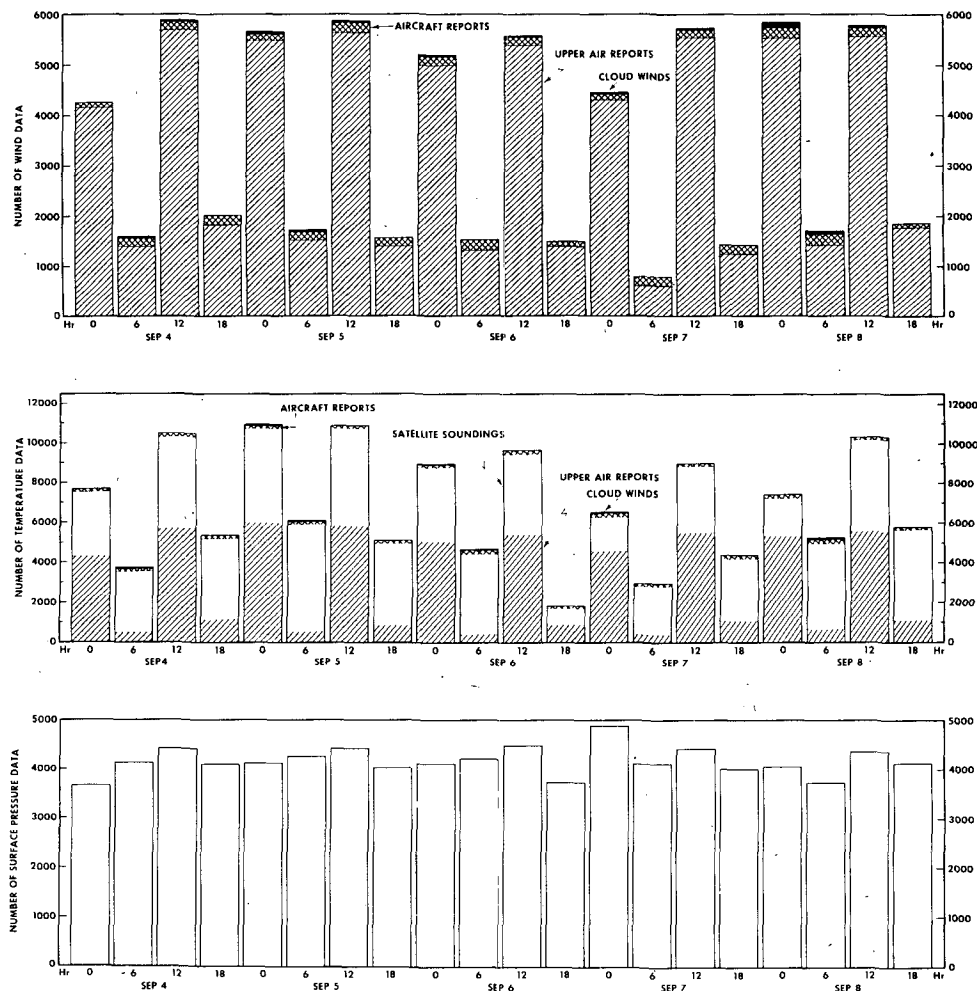 6000 6000
AIRCRAFT REPORTS
5000 5000
UPPER AIR REPORTS
CLOUD WINDS
4000 4000
NUMBER OF WIND DATA
3000 3000
2000 2000
1000 1000
0 0
Hr 0 6 12 18 0 6 12 18 0 6 12 18 0 6 12 18 0 6 12 18 Hr
SEP 4 SEP 5 SEP 6 SEP 7 SEP 8
12000 12000
AIRCRAFT REPORTS
10000 10000
SATELLITE SOUNDINGS
8000 8000
UPPER AIR REPORTS
CLOUD WINDS
NUMBER OF TEMPERATURE DATA
6000 6000
4000 4000
2000 2000
0 0
Hr 0 6 12 18 0 6 12 18 0 6 12 18 0 6 12 18 0 6 12 18 Hr
SEP 4 SEP 5 SEP 6 SEP 7 SEP 8
5000 5000
4000 4000
NUMBER OF SURFACE PRESSURE DATA
3000 3000
2000 2000
1000 1000
0 0
Hr 0 6 12 18 0 6 12 18 0 6 12 18 0 6 12 18 0 6 12 18 Hr
SEP 4 SEP 5 SEP 6 SEP 7 SEP 8